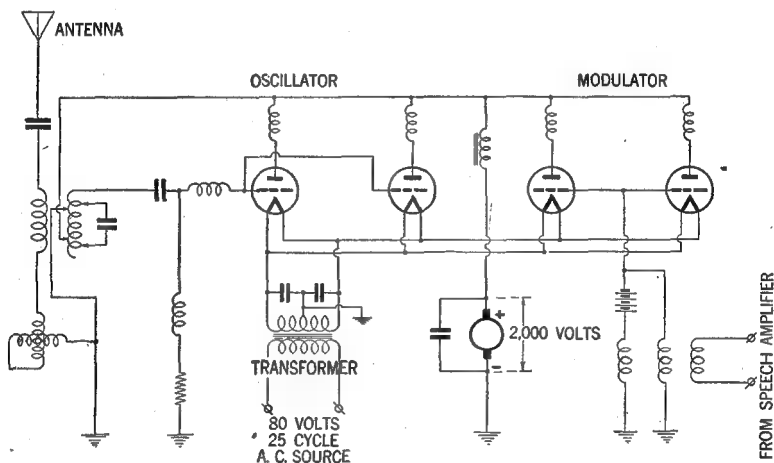 ANTENNA
OSCILLATOR
MODULATOR
+
2,000 VOLTS
-
TRANSFORMER
80 VOLTS
25 CYCLE
A. C. SOURCE
FROM SPEECH AMPLIFIER